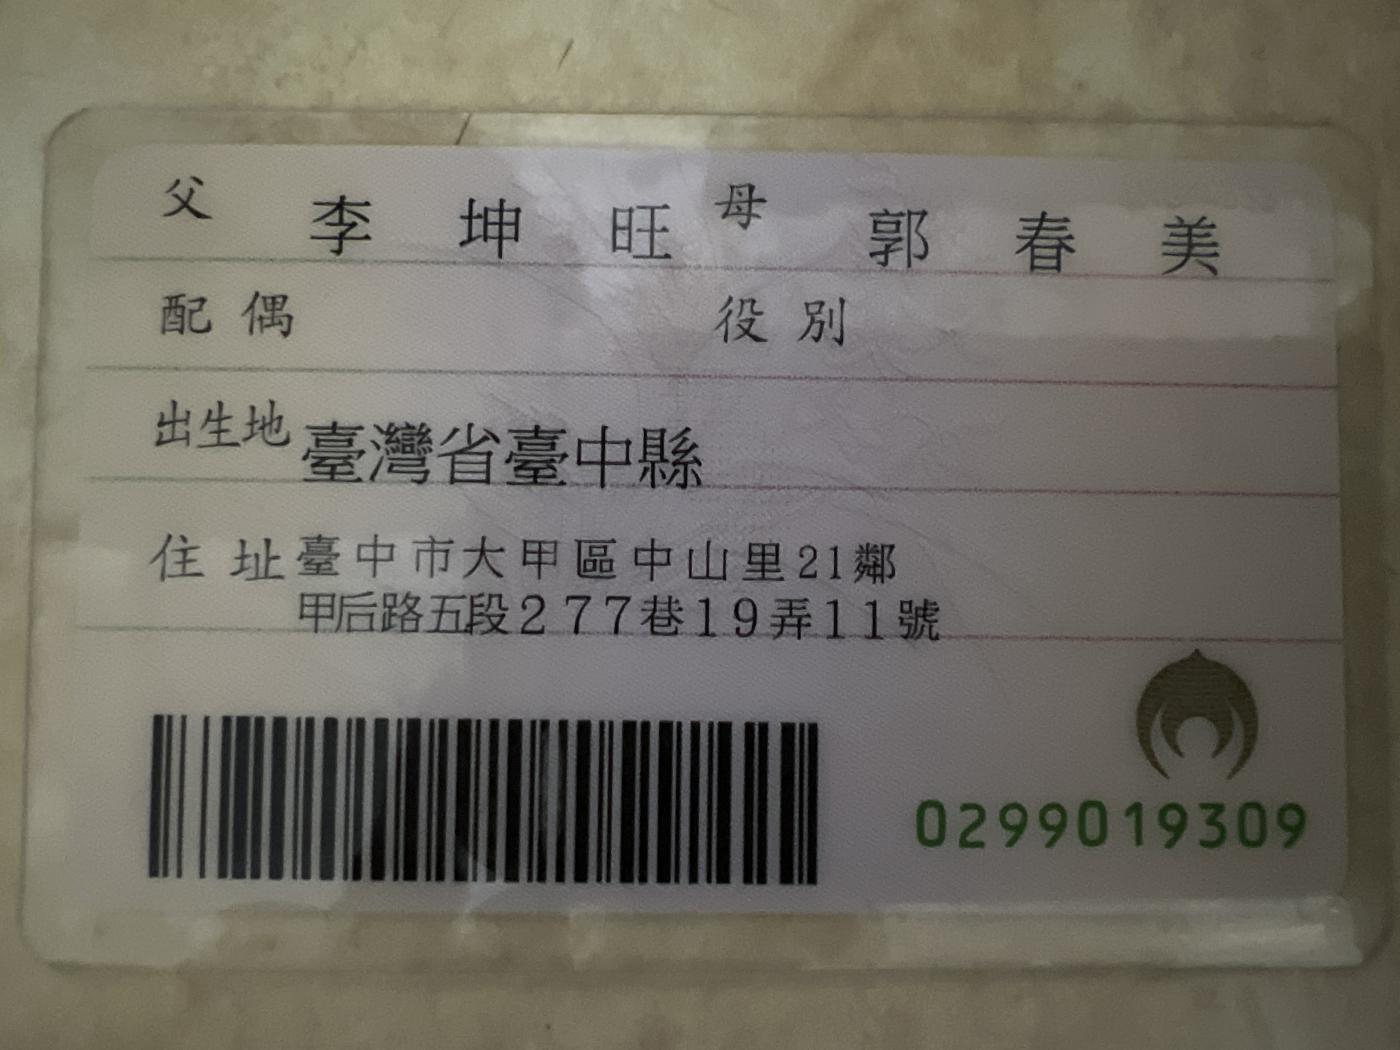 父 李坤旺 母 郭春美
配偶 役別
出生地 臺灣省臺中縣
住址 臺中市大甲區中山里21鄰
甲后路五段277巷19弄11號
0299019309